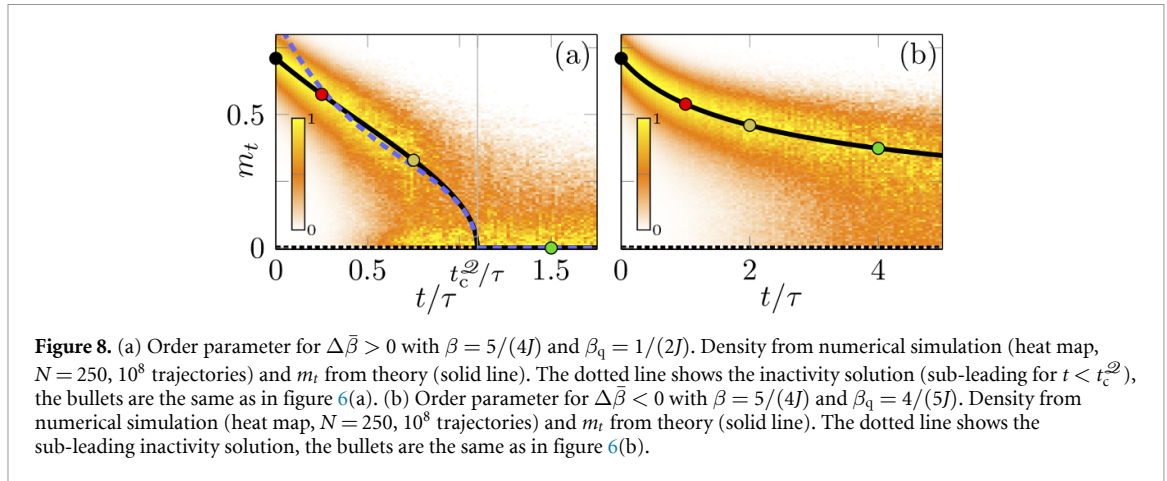 (a)
(b)
1
0
1
0
0.5
0
m_t
0
0.5
t_c^𝒬/τ
1.5
0
2
4
t/τ
t/τ
Figure 8. (a) Order parameter for Δβ̄ > 0 with β = 5/(4J) and β_q = 1/(2J). Density from numerical simulation (heat map,
N = 250, 10^8 trajectories) and m_t from theory (solid line). The dotted line shows the inactivity solution (sub-leading for t < t_c^𝒬),
the bullets are the same as in figure 6(a). (b) Order parameter for Δβ̄ < 0 with β = 5/(4J) and β_q = 4/(5J). Density from
numerical simulation (heat map, N = 250, 10^8 trajectories) and m_t from theory (solid line). The dotted line shows the
sub-leading inactivity solution, the bullets are the same as in figure 6(b).